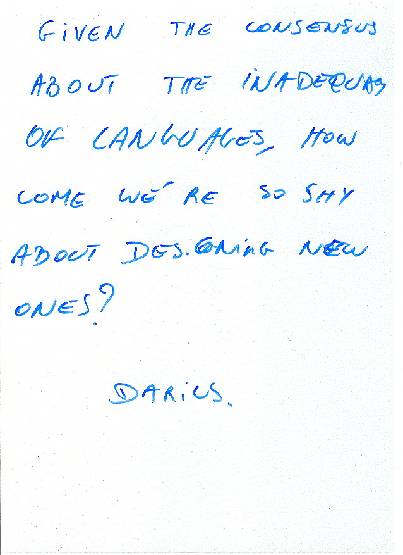 GIVEN THE CONSENSUS
ABOUT THE INADEQUACY
OF LANGUAGES, HOW
COME WE'RE SO SHY
ABOUT DESIGNING NEW
ONES?
DARIUS.